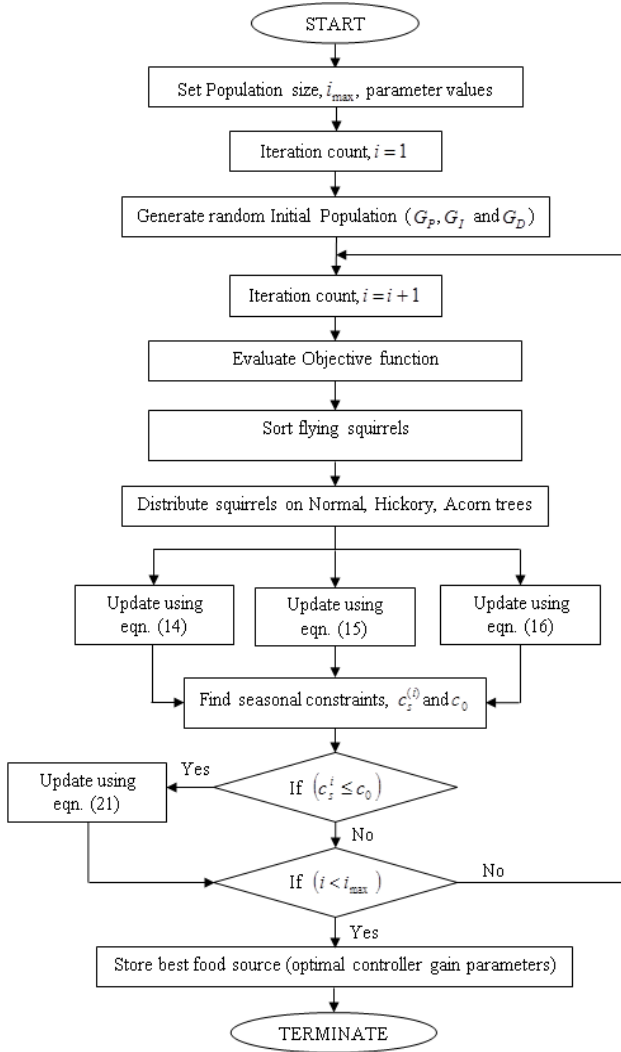 START
Set Population size, i_max, parameter values
Iteration count, i = 1
Generate random Initial Population (G_P, G_I and G_D)
Iteration count, i = i + 1
Evaluate Objective function
Sort flying squirrels
Distribute squirrels on Normal, Hickory, Acorn trees
Update using
eqn. (14)
Update using
eqn. (15)
Update using
eqn. (16)
Find seasonal constraints, c_s^(i) and c_0
Yes
Update using
eqn. (21)
If (c_s^i ≤ c_0)
No
If (i < i_max)
No
Yes
Store best food source (optimal controller gain parameters)
TERMINATE